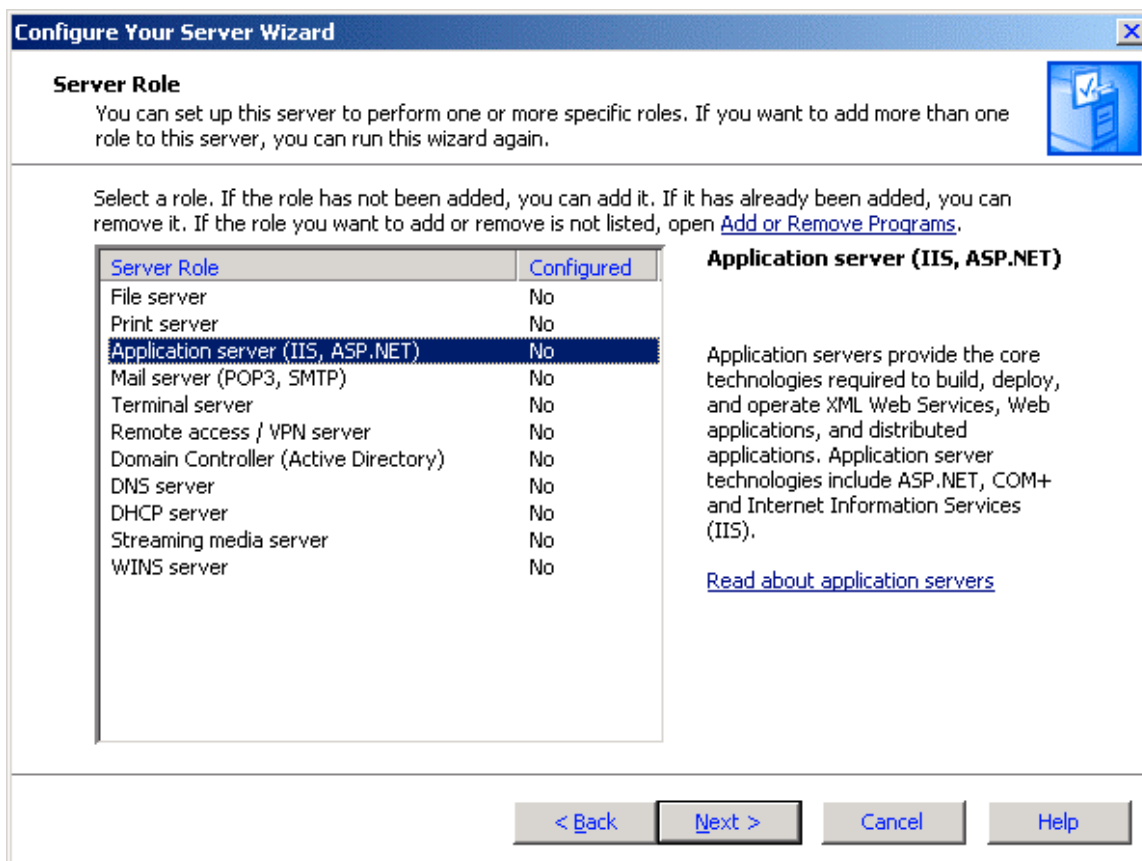 Configure Your Server Wizard
Server Role
You can set up this server to perform one or more specific roles. If you want to add more than one
role to this server, you can run this wizard again.
Select a role. If the role has not been added, you can add it. If it has already been added, you can
remove it. If the role you want to add or remove is not listed, open Add or Remove Programs.
Server Role Configured
File server No
Print server No
Application server (IIS, ASP.NET) No
Mail server (POP3, SMTP) No
Terminal server No
Remote access / VPN server No
Domain Controller (Active Directory) No
DNS server No
DHCP server No
Streaming media server No
WINS server No
Application server (IIS, ASP.NET)
Application servers provide the core
technologies required to build, deploy,
and operate XML Web Services, Web
applications, and distributed
applications. Application server
technologies include ASP.NET, COM+
and Internet Information Services
(IIS).
Read about application servers
< Back Next > Cancel Help